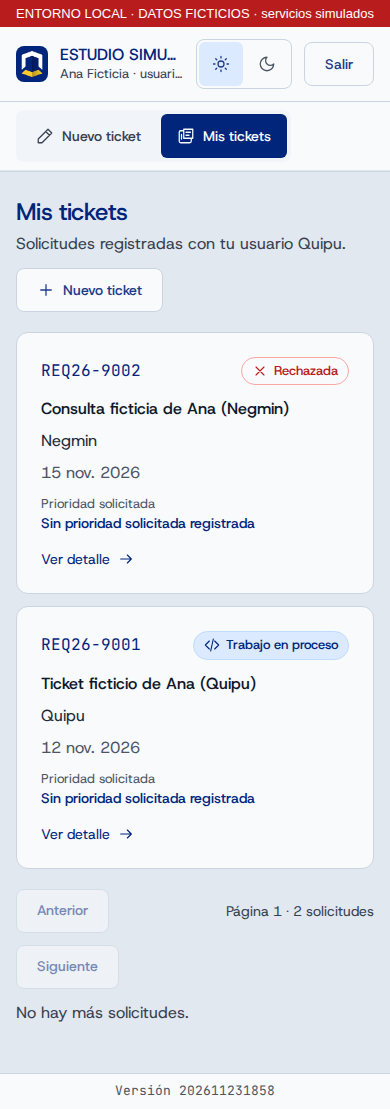 ENTORNO LOCAL · DATOS FICTICIOS · servicios simulados
ESTUDIO SIMU...
Ana Ficticia · usuari...
Salir
Nuevo ticket
Mis tickets
Mis tickets
Solicitudes registradas con tu usuario Quipu.
Nuevo ticket
REQ26-9002
Rechazada
Consulta ficticia de Ana (Negmin)
Negmin
15 nov. 2026
Prioridad solicitada
Sin prioridad solicitada registrada
Ver detalle
REQ26-9001
Trabajo en proceso
Ticket ficticio de Ana (Quipu)
Quipu
12 nov. 2026
Prioridad solicitada
Sin prioridad solicitada registrada
Ver detalle
Anterior
Página 1 · 2 solicitudes
Siguiente
No hay más solicitudes.
Versión 202611231858